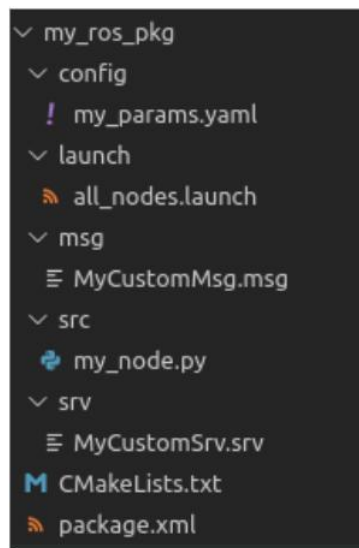 my_ros_pkg
config
my_params.yaml
launch
all_nodes.launch
msg
MyCustomMsg.msg
src
my_node.py
srv
MyCustomSrv.srv
CMakeLists.txt
package.xml